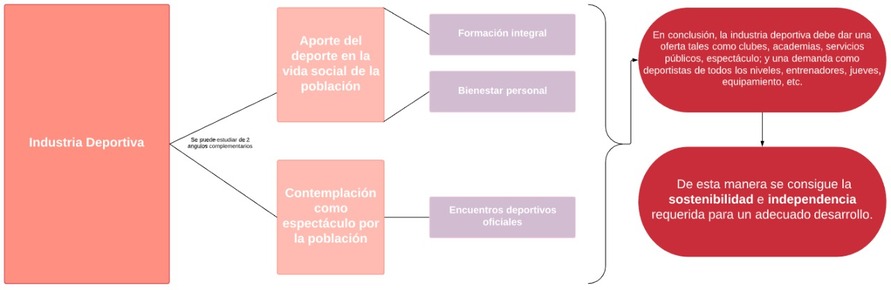 Industria Deportiva
Se puede estudiar de 2
ángulos complementarios
Aporte del
deporte en la
vida social de la
población
Formación integral
Bienestar personal
Contemplación
como
espectáculo por
la población
Encuentros deportivos
oficiales
En conclusión, la industria deportiva debe dar una
oferta tales como clubes, academias, servicios
públicos, espectáculo; y una demanda como
deportistas de todos los niveles, entrenadores, jueves,
equipamiento, etc.
De esta manera se consigue la
sostenibilidad e independencia
requerida para un adecuado desarrollo.